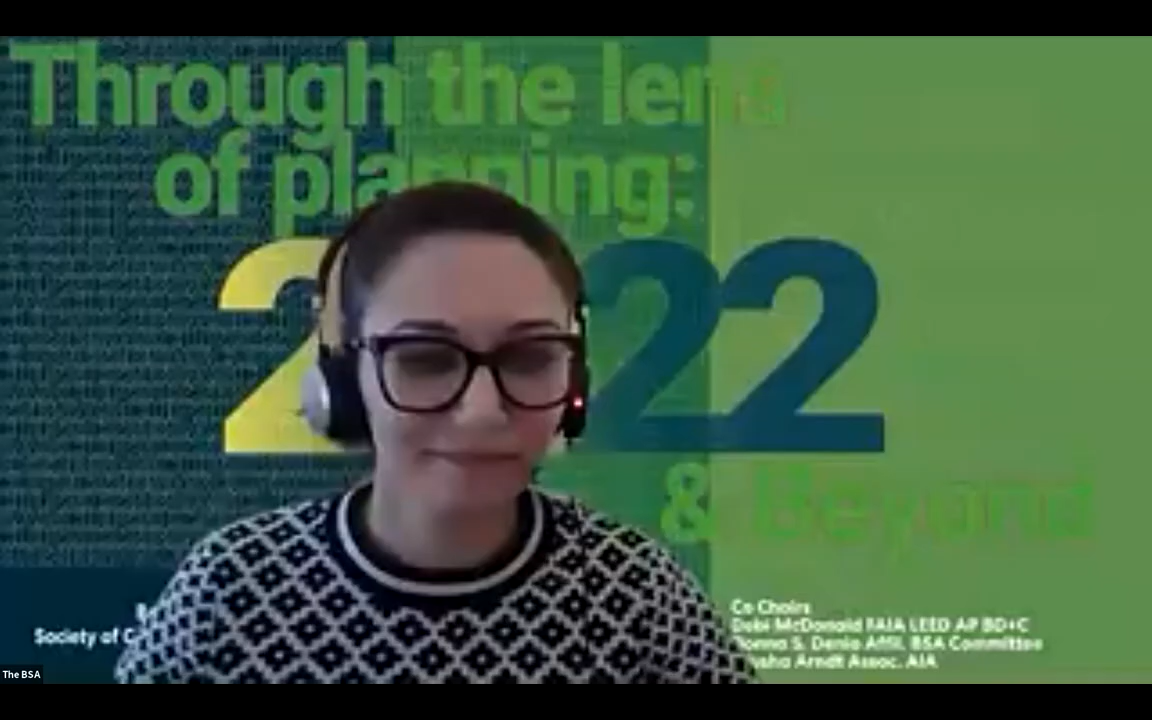 Through the lens
of planning:
2 22
& Beyond
Society of C
Co Chairs
Debi McDonald FAIA LEED AP BD+C
Donna S. Denio Affil. BSA Committee
Arndt Assoc. AIA
The BSA